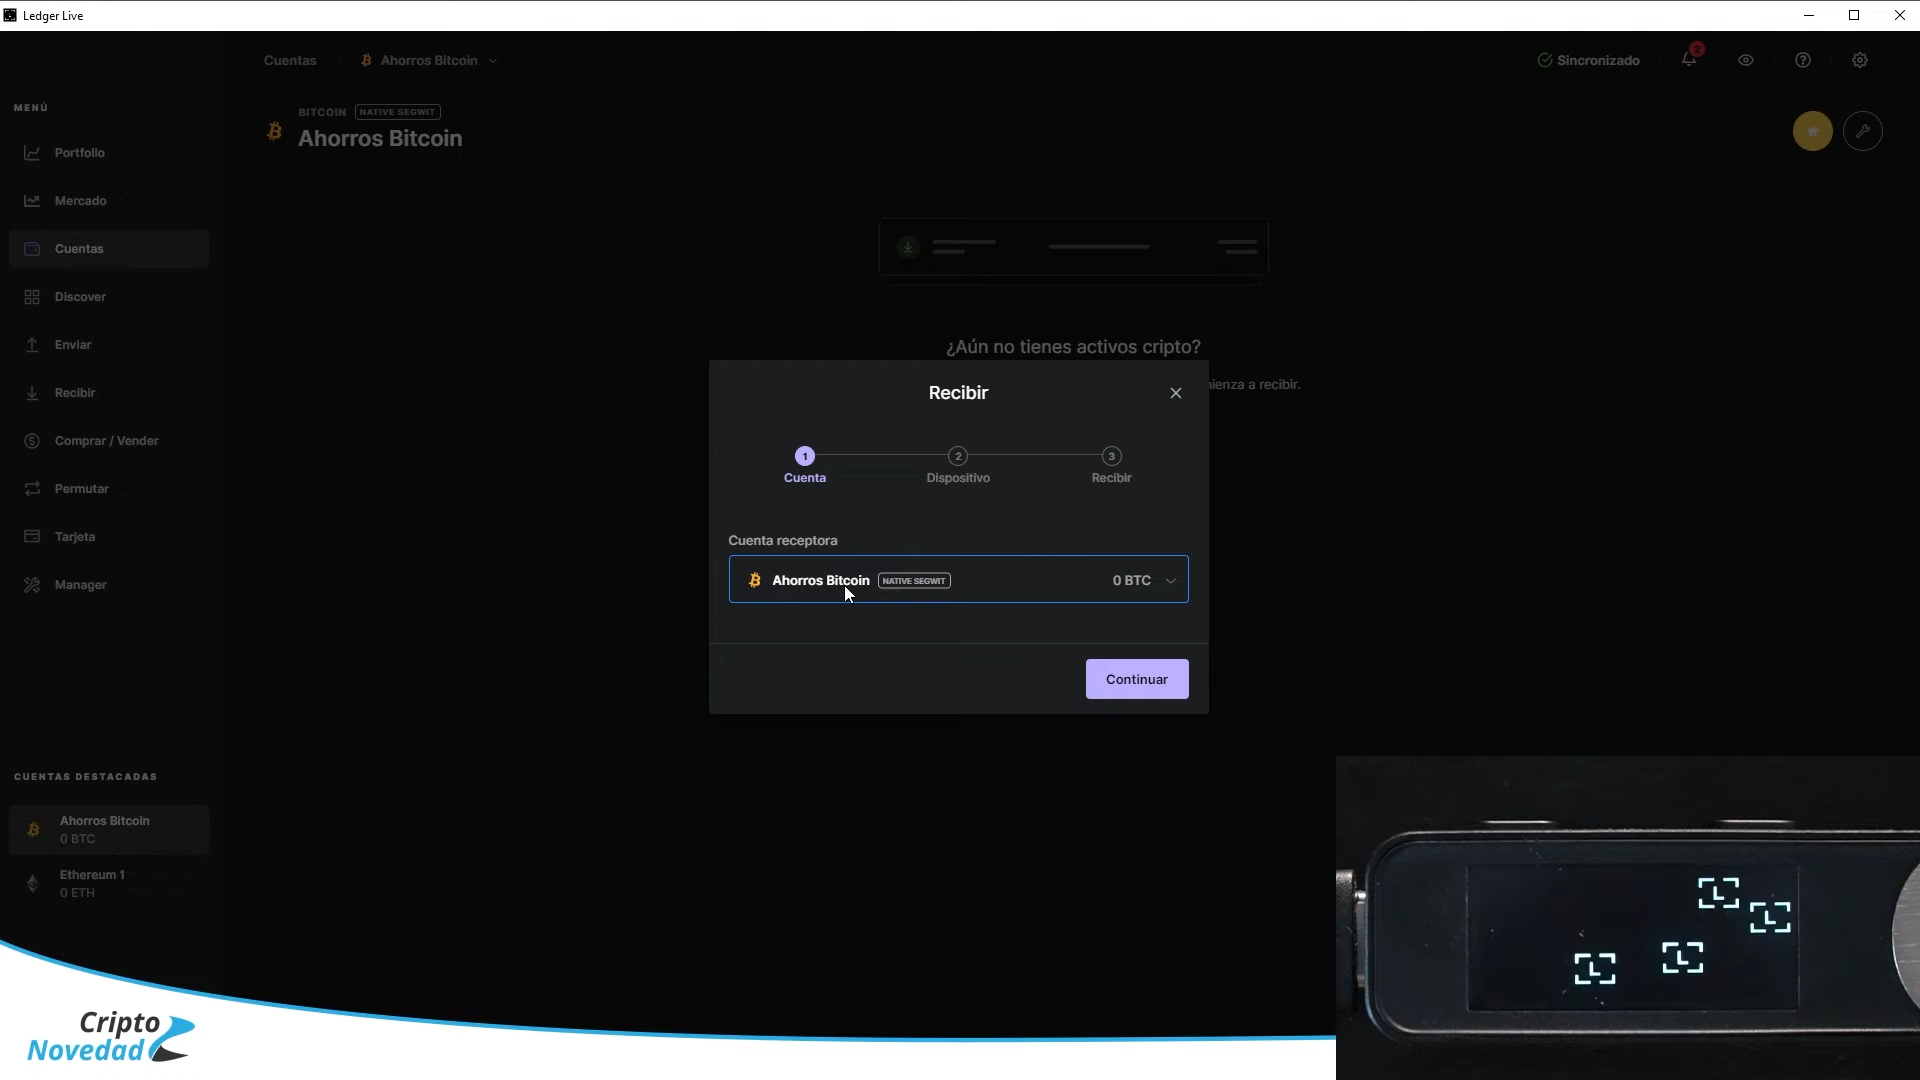 Ledger Live
Cuentas
Ahorros Bitcoin
Sincronizado
2
MENÚ
BITCOIN NATIVE SEGWIT
Ahorros Bitcoin
Portfolio
Mercado
Cuentas
Discover
Enviar
Recibir
Comprar / Vender
Permutar
Tarjeta
Manager
¿Aún no tienes activos cripto?
a recibir.
Recibir
1
2
3
Cuenta
Dispositivo
Recibir
Cuenta receptora
Ahorros Bitcoin NATIVE SEGWIT 0 BTC
Continuar
CUENTAS DESTACADAS
Ahorros Bitcoin
0 BTC
Ethereum 1
0 ETH
Cripto
Novedad